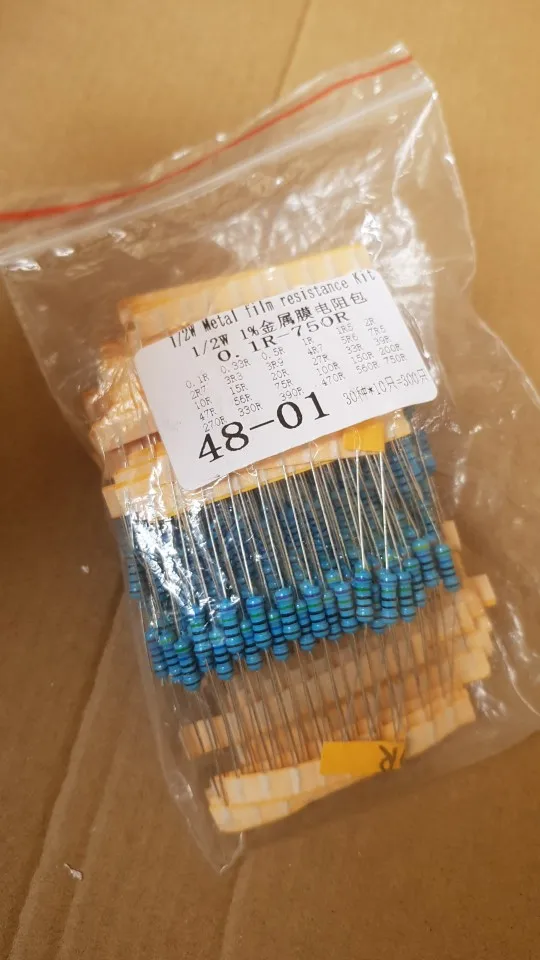 1/2W Metal film resistance Kit
1/2W 1%金属膜电阻包
0.1R-750R
0.1R 0.33R 0.5R 1R 1R5 2R
2R7 3R3 3R9 4R7 5R6 7R5
10R 15R 20R 27R 33R 39R
47R 56R 75R 100R 150R 200R
270R 330R 390R 470R 560R 750R
48-01
30种*10只=300只
R